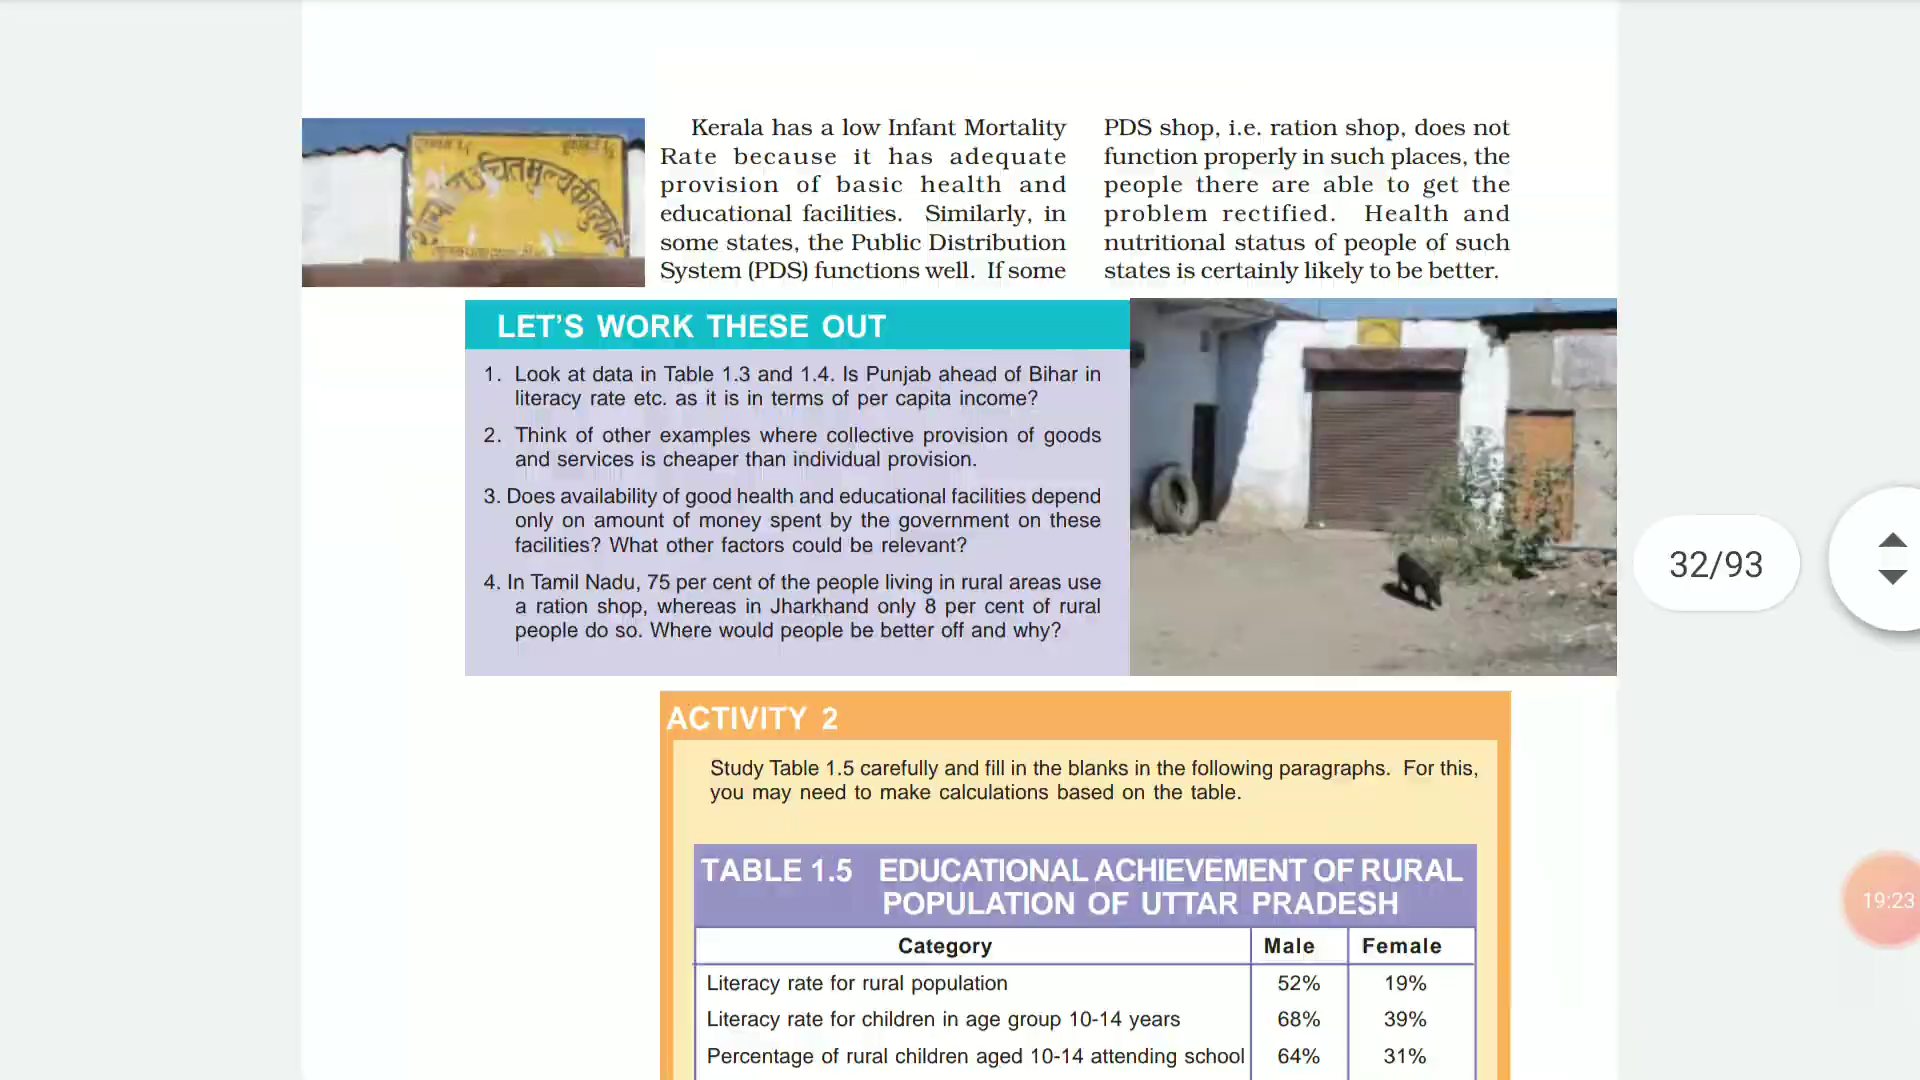 उचित मुल्य की दुकान
Kerala has a low Infant Mortality
Rate because it has adequate
provision of basic health and
educational facilities. Similarly, in
some states, the Public Distribution
System (PDS) functions well. If some
PDS shop, i.e. ration shop, does not
function properly in such places, the
people there are able to get the
problem rectified. Health and
nutritional status of people of such
states is certainly likely to be better.
LET'S WORK THESE OUT
1. Look at data in Table 1.3 and 1.4. Is Punjab ahead of Bihar in
literacy rate etc. as it is in terms of per capita income?
2. Think of other examples where collective provision of goods
and services is cheaper than individual provision.
3. Does availability of good health and educational facilities depend
only on amount of money spent by the government on these
facilities? What other factors could be relevant?
4. In Tamil Nadu, 75 per cent of the people living in rural areas use
a ration shop, whereas in Jharkhand only 8 per cent of rural
people do so. Where would people be better off and why?
32/93
ACTIVITY 2
Study Table 1.5 carefully and fill in the blanks in the following paragraphs. For this,
you may need to make calculations based on the table.
TABLE 1.5 EDUCATIONAL ACHIEVEMENT OF RURAL
POPULATION OF UTTAR PRADESH
19:23
Category Male Female
Literacy rate for rural population 52% 19%
Literacy rate for children in age group 10-14 years 68% 39%
Percentage of rural children aged 10-14 attending school 64% 31%